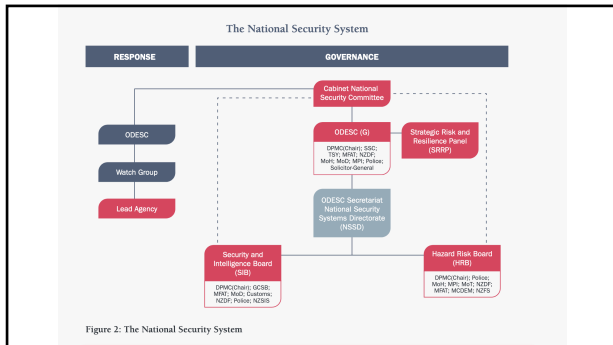 The National Security System
RESPONSE
GOVERNANCE
Cabinet National
Security Committee
ODESC
Watch Group
Lead Agency
ODESC (G)
DPMC(Chair); SSC;
TSY; MFAT; NZDF;
MoH; MoD; MPI; Police;
Solicitor-General
Strategic Risk and
Resilience Panel
(SRRP)
ODESC Secretariat
National Security
Systems Directorate
(NSSD)
Security and
Intelligence Board
(SIB)
DPMC(Chair); GCSB;
MFAT; MoD; Customs;
NZDF; Police; NZSIS
Hazard Risk Board
(HRB)
DPMC(Chair); Police;
MoH; MPI; MoT; NZDF;
MFAT; MCDEM; NZFS
Figure 2: The National Security System